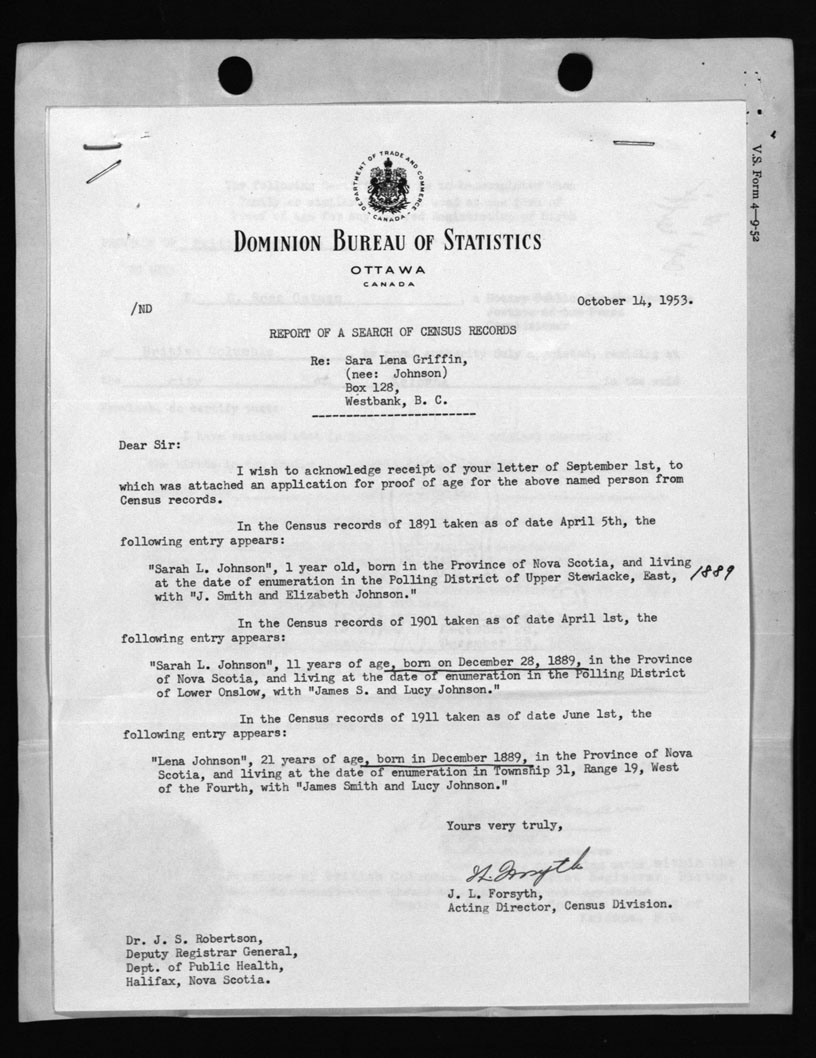 V.S. Form 4—9-52
DEPARTMENT OF TRADE AND COMMERCE
CANADA
DOMINION BUREAU OF STATISTICS
OTTAWA
CANADA
/ND
October 14, 1953.
REPORT OF A SEARCH OF CENSUS RECORDS
Re: Sara Lena Griffin,
(nee: Johnson)
Box 128,
Westbank, B. C.
Dear Sir:
I wish to acknowledge receipt of your letter of September 1st, to
which was attached an application for proof of age for the above named person from
Census records.
In the Census records of 1891 taken as of date April 5th, the
following entry appears:
"Sarah L. Johnson", 1 year old, born in the Province of Nova Scotia, and living
at the date of enumeration in the Polling District of Upper Stewiacke, East, 1889
with "J. Smith and Elizabeth Johnson."
In the Census records of 1901 taken as of date April 1st, the
following entry appears:
"Sarah L. Johnson", 11 years of age, born on December 28, 1889, in the Province
of Nova Scotia, and living at the date of enumeration in the Polling District
of Lower Onslow, with "James S. and Lucy Johnson."
In the Census records of 1911 taken as of date June 1st, the
following entry appears:
"Lena Johnson", 21 years of age, born in December 1889, in the Province of Nova
Scotia, and living at the date of enumeration in Township 31, Range 19, West
of the Fourth, with "James Smith and Lucy Johnson."
Yours very truly,
J. L. Forsyth,
Acting Director, Census Division.
Dr. J. S. Robertson,
Deputy Registrar General,
Dept. of Public Health,
Halifax, Nova Scotia.